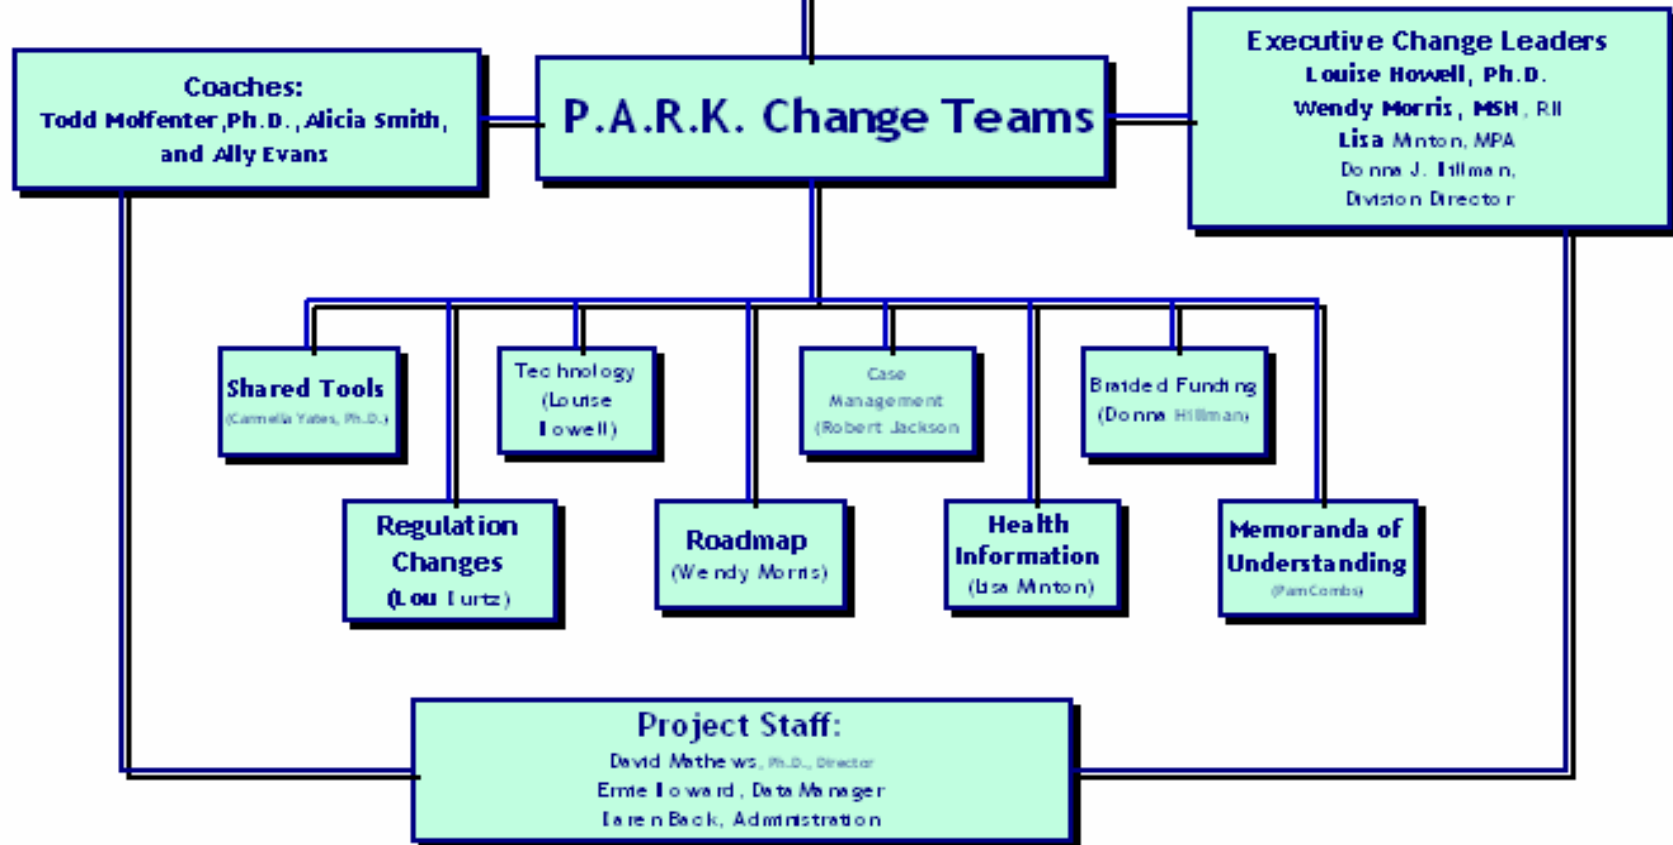 Coaches:
Todd Molfenter,Ph.D., Alicia Smith,
and Ally Evans
P.A.R.K. Change Teams
Executive Change Leaders
Louise Howell, Ph.D.
Wendy Morris, MSN, RN
Lisa Minton, MPA
Donna J. Hillman,
Division Director
Shared Tools
(Carmella Yates, Ph.D.)
Technology
(Louise
Howell)
Case
Management
(Robert Jackson
Braided Funding
(Donna Hillman)
Regulation
Changes
(Lou Kurtz)
Roadmap
(Wendy Morris)
Health
Information
(Lisa Minton)
Memoranda of
Understanding
(Pam Combs)
Project Staff:
David Mathews, Ph.D., Director
Ernie Howard, Data Manager
Karen Back, Administration